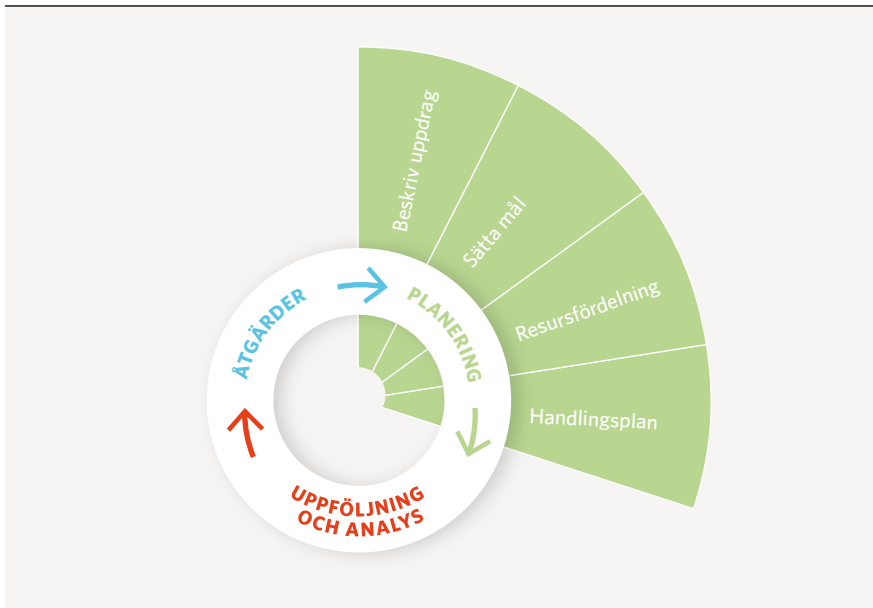 Beskriv uppdrag
Sätta mål
Resursfördelning
Handlingsplan
PLANERING
UPPFÖLJNING
OCH ANALYS
ÅTGÄRDER